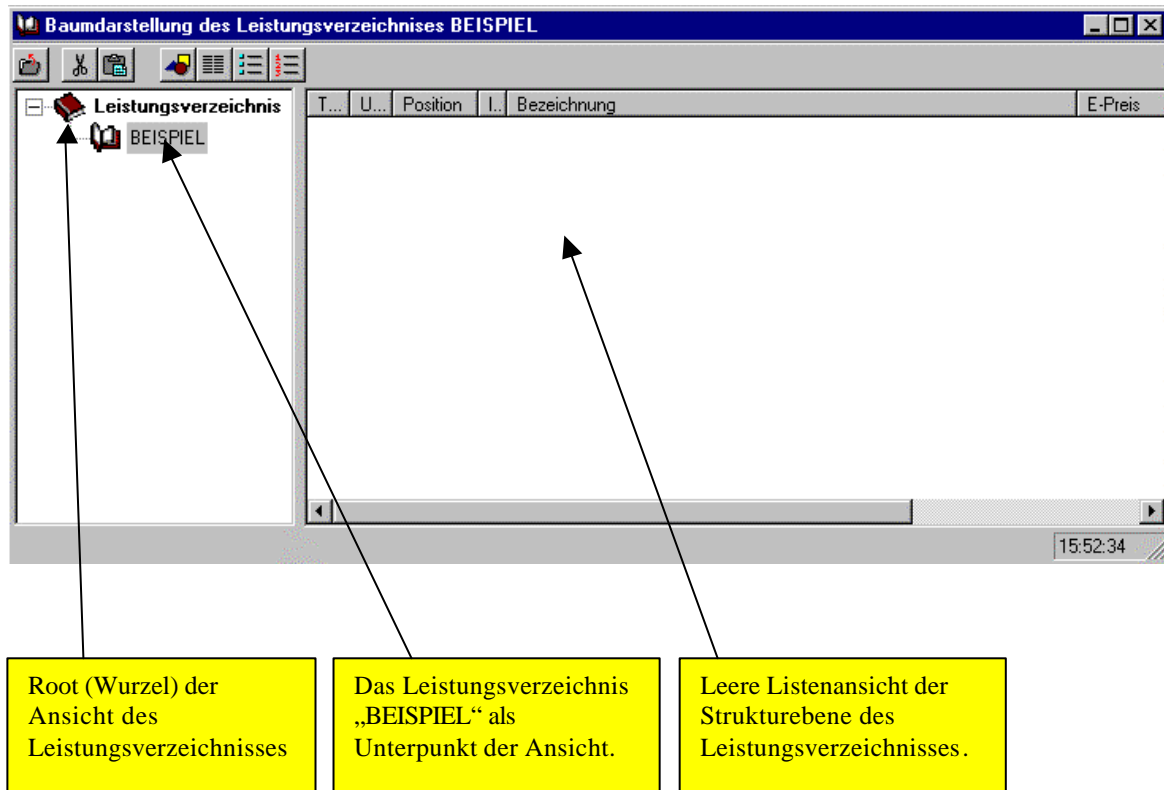 Baumdarstellung des Leistungsverzeichnises BEISPIEL
Leistungsverzeichnis
BEISPIEL
T... U... Position I.. Bezeichnung E-Preis
15:52:34
Root (Wurzel) der
Ansicht des
Leistungsverzeichnisses
Das Leistungsverzeichnis
„BEISPIEL“ als
Unterpunkt der Ansicht.
Leere Listenansicht der
Strukturebene des
Leistungsverzeichnisses.